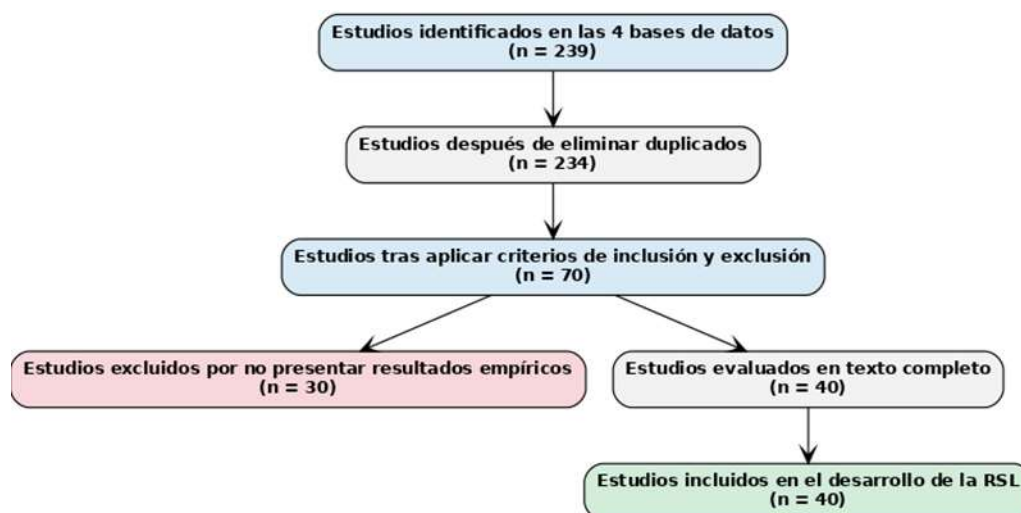 Estudios identificados en las 4 bases de datos
(n = 239)
Estudios después de eliminar duplicados
(n = 234)
Estudios tras aplicar criterios de inclusión y exclusión
(n = 70)
Estudios excluidos por no presentar resultados empíricos
(n = 30)
Estudios evaluados en texto completo
(n = 40)
Estudios incluidos en el desarrollo de la RSL
(n = 40)